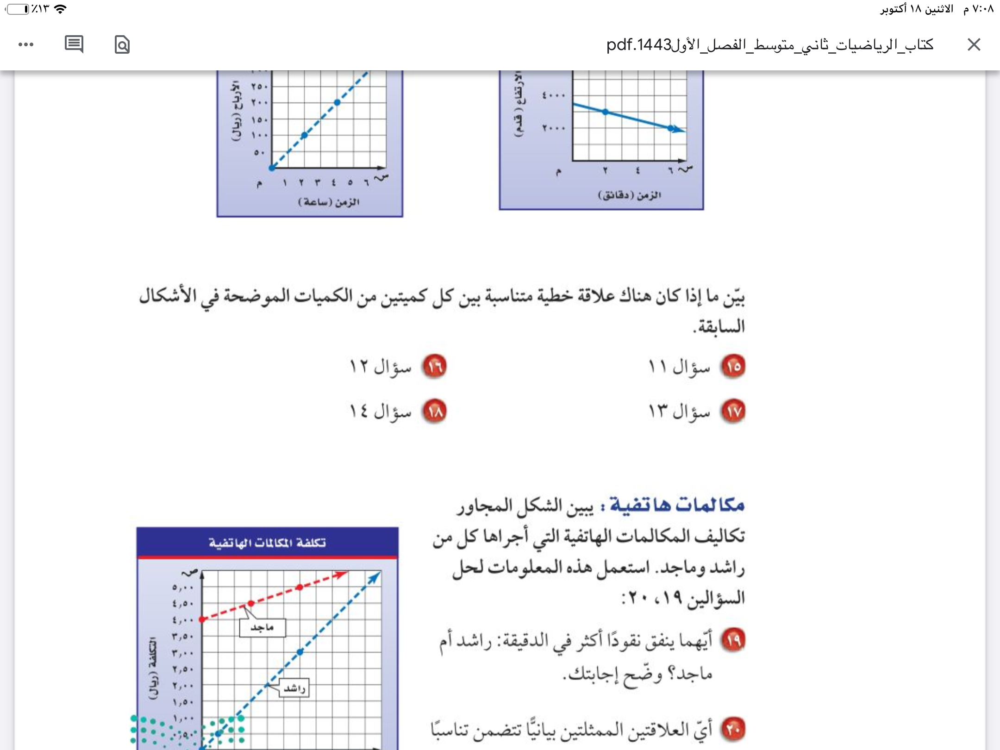 ٧:٠٨ م الاثنين ١٨ أكتوبر
٪١٣
كتاب_الرياضيات_ثاني_متوسط_الفصل_الأول1443.pdf
الارتفاع (قدم)
٤٠٠٠
٢٠٠٠
م ٢ ٤ ٦ س
الزمن (دقائق)
الأرباح (ريال)
٢٥٠
٢٠٠
١٥٠
١٠٠
٥٠
م ١ ٢ ٣ ٤ ٥ ٦ س
الزمن (ساعة)
بيّن ما إذا كان هناك علاقة خطية متناسبة بين كل كميتين من الكميات الموضحة في الأشكال
السابقة.
١٥ سؤال ١١
١٦ سؤال ١٢
١٧ سؤال ١٣
١٨ سؤال ١٤
مكالمات هاتفية : يبين الشكل المجاور
تكاليف المكالمات الهاتفية التي أجراها كل من
راشد وماجد. استعمل هذه المعلومات لحل
السؤالين ١٩، ٢٠:
١٩ أيّهما ينفق نقودًا أكثر في الدقيقة: راشد أم
ماجد؟ وضّح إجابتك.
٢٠ أيّ العلاقتين الممثلتين بيانيًّا تتضمن تناسبًا
تكلفة المكالمات الهاتفية
ص
٥٫٠٠
٤٫٥٠
٤٫٠٠
٣٫٥٠
٣٫٠٠
٢٫٥٠
٢٫٠٠
١٫٥٠
١٫٠٠
٠٫٥٠
التكلفة (ريال)
ماجد
راشد